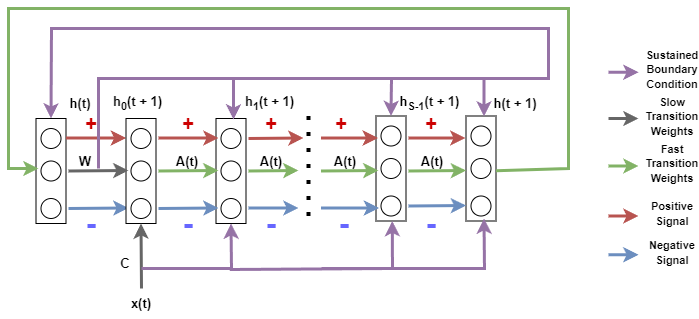 Sustained
Boundary
Condition
Slow
Transition
Weights
Fast
Transition
Weights
Positive
Signal
Negative
Signal
h(t)
h0(t + 1)
h1(t + 1)
hS-1(t + 1)
h(t + 1)
+ + + + +
W A(t) A(t) A(t) A(t)
- - - - -
C
x(t)